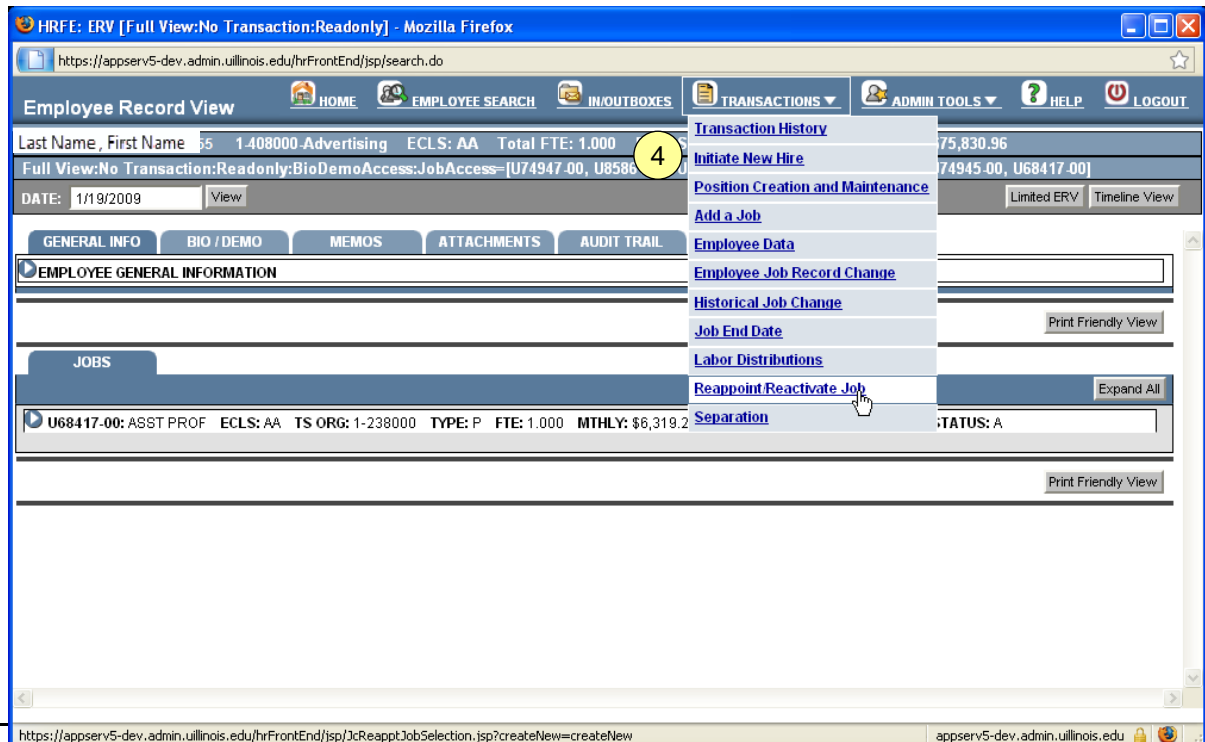 HRFE: ERV [Full View:No Transaction:Readonly] - Mozilla Firefox
https://appserv5-dev.admin.uillinois.edu/hrFrontEnd/jsp/search.do
Employee Record View HOME EMPLOYEE SEARCH IN/OUTBOXES TRANSACTIONS ▼ ADMIN TOOLS ▼ HELP LOGOUT
Last Name , First Name 55 1-408000-Advertising ECLS: AA Total FTE: 1.000 75,830.96
Full View:No Transaction:Readonly:BioDemoAccess:JobAccess=[U74947-00, U8586 74945-00, U68417-00]
DATE: 1/19/2009 View Limited ERV Timeline View
4
Transaction History
Initiate New Hire
Position Creation and Maintenance
Add a Job
Employee Data
Employee Job Record Change
Historical Job Change
Job End Date
Labor Distributions
Reappoint/Reactivate Job
Separation
GENERAL INFO BIO / DEMO MEMOS ATTACHMENTS AUDIT TRAIL
EMPLOYEE GENERAL INFORMATION
Print Friendly View
JOBS
Expand All
U68417-00: ASST PROF ECLS: AA TS ORG: 1-238000 TYPE: P FTE: 1.000 MTHLY: $6,319.2 STATUS: A
Print Friendly View
https://appserv5-dev.admin.uillinois.edu/hrFrontEnd/jsp/JcReapptJobSelection.jsp?createNew=createNew appserv5-dev.admin.uillinois.edu